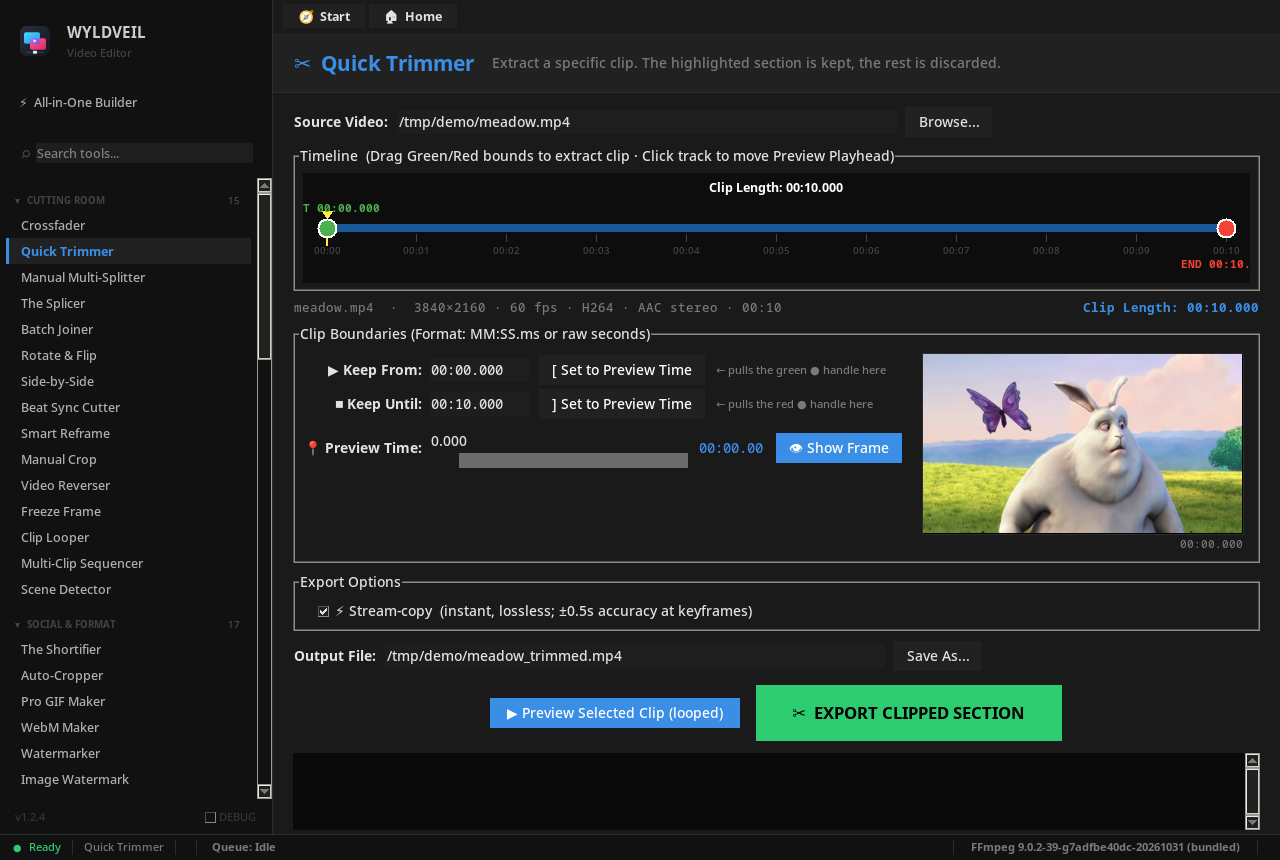 WYLDVEIL
Video Editor
⚡ All-in-One Builder
Search tools...
▾ CUTTING ROOM 15
Crossfader
Quick Trimmer
Manual Multi-Splitter
The Splicer
Batch Joiner
Rotate & Flip
Side-by-Side
Beat Sync Cutter
Smart Reframe
Manual Crop
Video Reverser
Freeze Frame
Clip Looper
Multi-Clip Sequencer
Scene Detector
▾ SOCIAL & FORMAT 17
The Shortifier
Auto-Cropper
Pro GIF Maker
WebM Maker
Watermarker
Image Watermark
v1.2.4 DEBUG
🧭 Start 🏠 Home
✂ Quick Trimmer Extract a specific clip. The highlighted section is kept, the rest is discarded.
Source Video: /tmp/demo/meadow.mp4 Browse...
Timeline (Drag Green/Red bounds to extract clip · Click track to move Preview Playhead)
Clip Length: 00:10.000
T 00:00.000
00:00 00:01 00:02 00:03 00:04 00:05 00:06 00:07 00:08 00:09 00:10
END 00:10.
meadow.mp4 · 3840×2160 · 60 fps · H264 · AAC stereo · 00:10 Clip Length: 00:10.000
Clip Boundaries (Format: MM:SS.ms or raw seconds)
▶ Keep From: 00:00.000 [ Set to Preview Time ← pulls the green ● handle here
■ Keep Until: 00:10.000 ] Set to Preview Time ← pulls the red ● handle here
📍 Preview Time: 0.000 00:00.00 👁 Show Frame
00:00.000
Export Options
⚡ Stream-copy (instant, lossless; ±0.5s accuracy at keyframes)
Output File: /tmp/demo/meadow_trimmed.mp4 Save As...
▶ Preview Selected Clip (looped) ✂ EXPORT CLIPPED SECTION
● Ready Quick Trimmer Queue: Idle FFmpeg 9.0.2-39-g7adfbe40dc-20261031 (bundled)